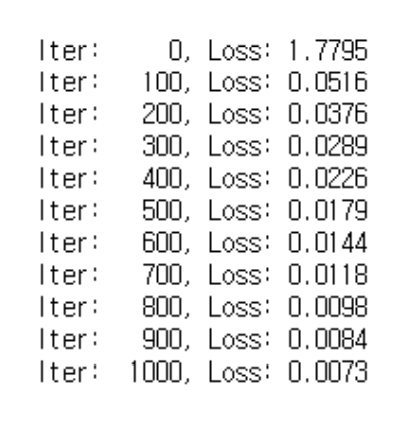 Iter:    0, Loss: 1.7795
Iter:  100, Loss: 0.0516
Iter:  200, Loss: 0.0376
Iter:  300, Loss: 0.0289
Iter:  400, Loss: 0.0226
Iter:  500, Loss: 0.0179
Iter:  600, Loss: 0.0144
Iter:  700, Loss: 0.0118
Iter:  800, Loss: 0.0098
Iter:  900, Loss: 0.0084
Iter: 1000, Loss: 0.0073